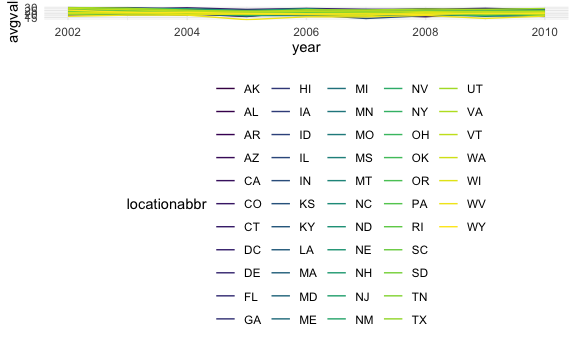 avgval
2002 2004 2006 2008 2010
year
AK HI MI NV UT
AL IA MN NY VA
AR ID MO OH VT
AZ IL MS OK WA
CA IN MT OR WI
locationabbr CO KS NC PA WV
CT KY ND RI WY
DC LA NE SC
DE MA NH SD
FL MD NJ TN
GA ME NM TX